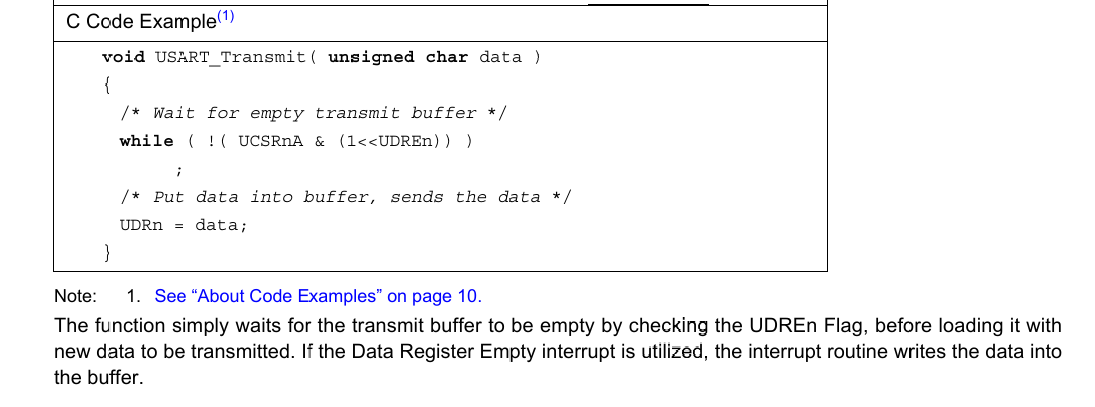 C Code Example(1)
void USART_Transmit( unsigned char data )
{
/* Wait for empty transmit buffer */
while ( !( UCSRnA & (1<<UDREn)) )
;
/* Put data into buffer, sends the data */
UDRn = data;
}
Note: 1. See “About Code Examples” on page 10.
The function simply waits for the transmit buffer to be empty by checking the UDREn Flag, before loading it with
new data to be transmitted. If the Data Register Empty interrupt is utilized, the interrupt routine writes the data into
the buffer.